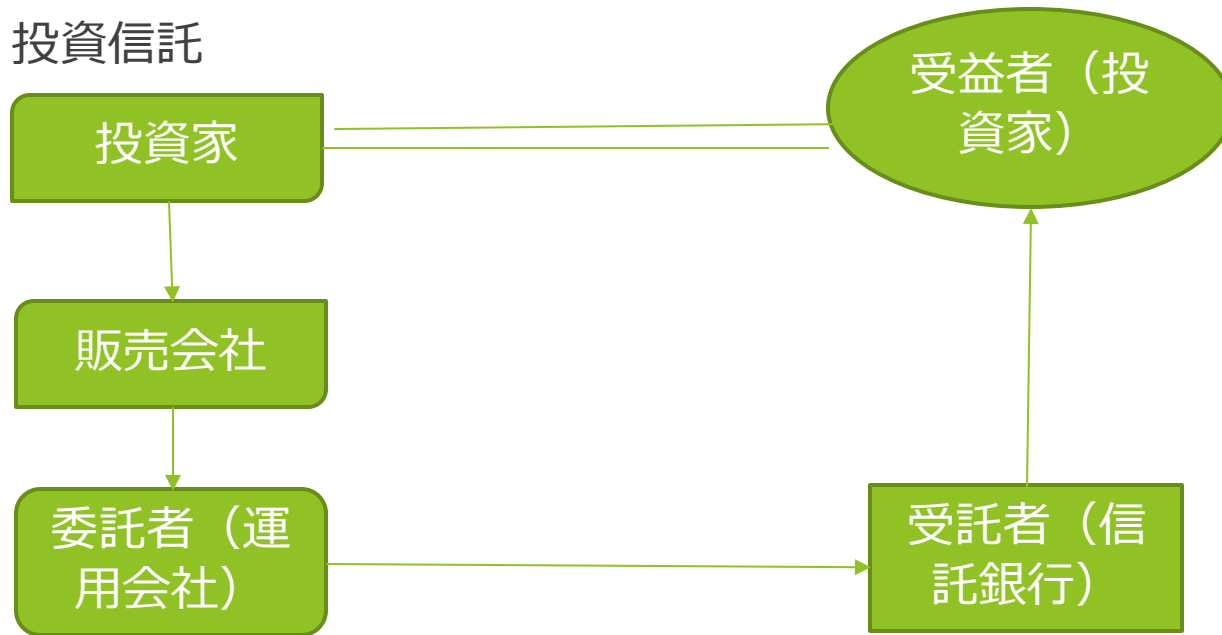 投資信託
投資家
受益者（投
資家）
販売会社
委託者（運
用会社）
受託者（信
託銀行）